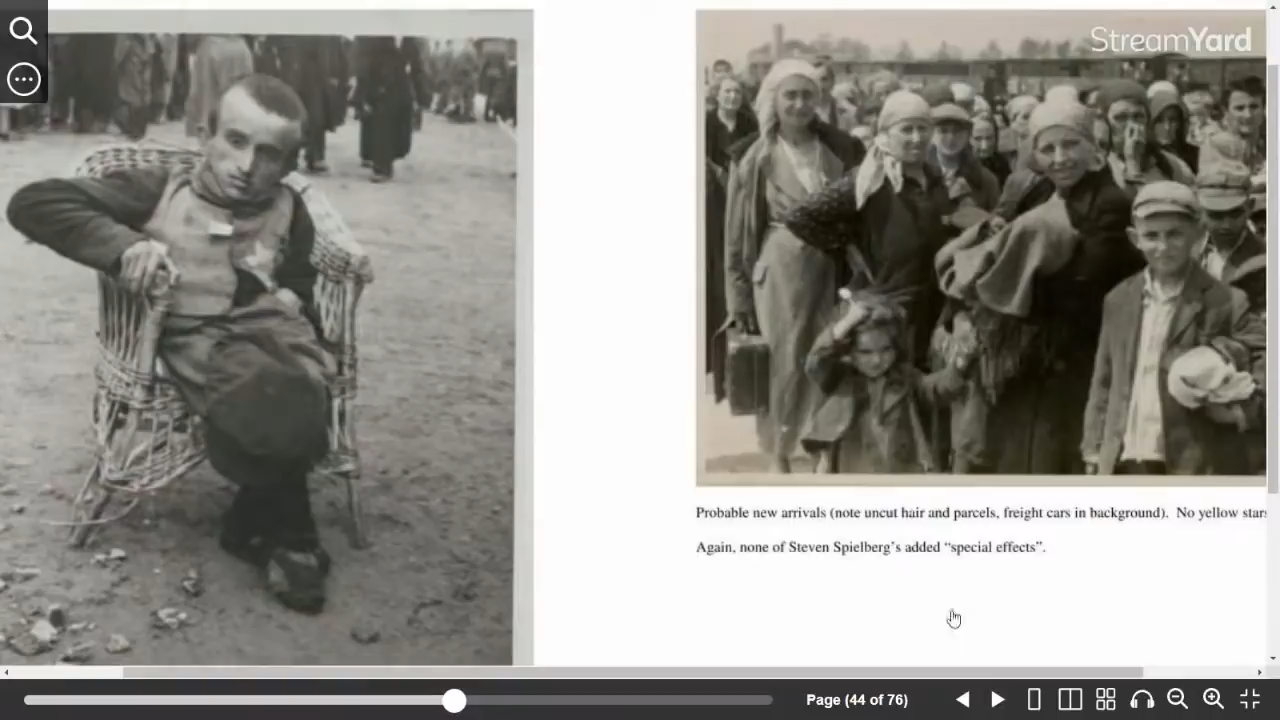 StreamYard
Probable new arrivals (note uncut hair and parcels, freight cars in background). No yellow stars
Again, none of Steven Spielberg's added “special effects”.
Page (44 of 76)